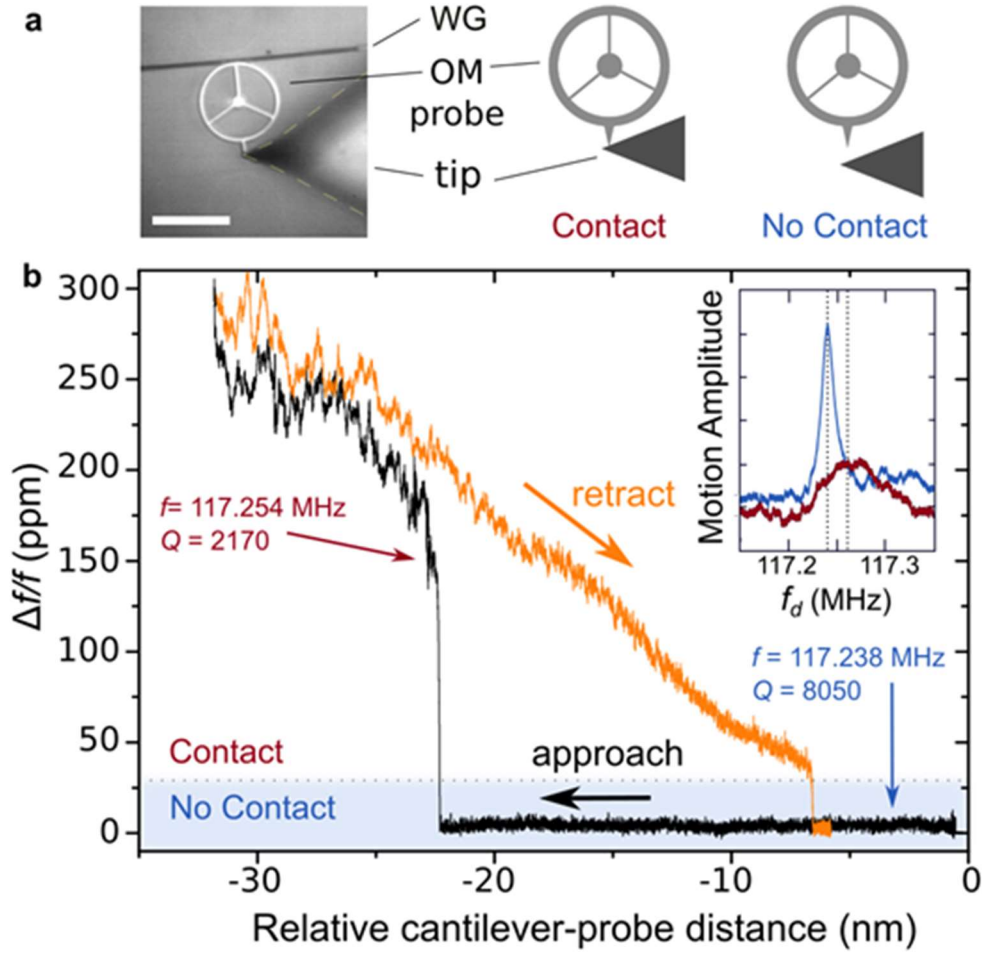 a
WG
OM
probe
tip
Contact
No Contact
b
300
250
200
150
100
50
0
Δf/f (ppm)
f= 117.254 MHz
Q = 2170
retract
Motion Amplitude
117.2
117.3
f_d (MHz)
f = 117.238 MHz
Q = 8050
Contact
approach
No Contact
-30
-20
-10
0
Relative cantilever-probe distance (nm)